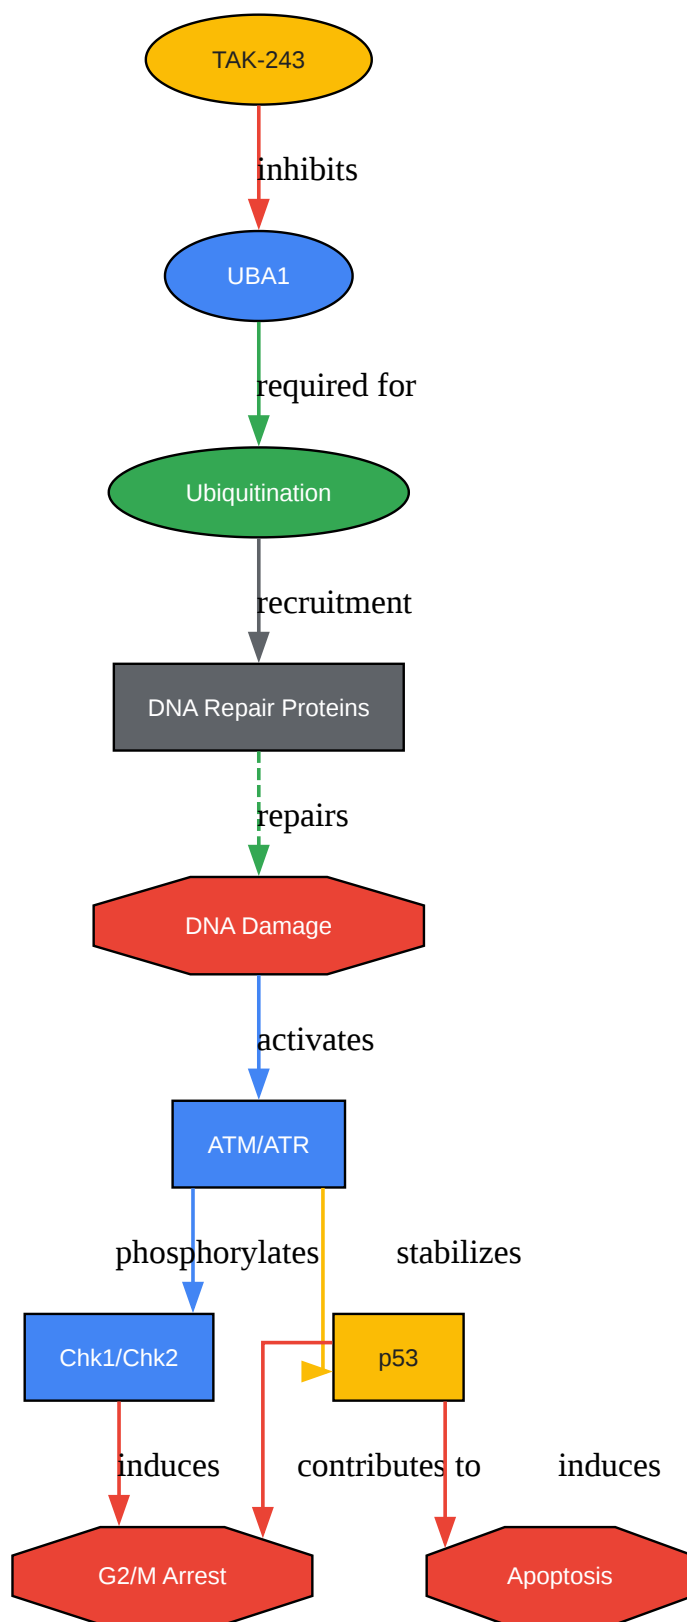 TAK-243
inhibits
UBA1
required for
Ubiquitination
recruitment
DNA Repair Proteins
repairs
DNA Damage
activates
ATM/ATR
phosphorylates
stabilizes
Chk1/Chk2
p53
induces
contributes to
induces
G2/M Arrest
Apoptosis